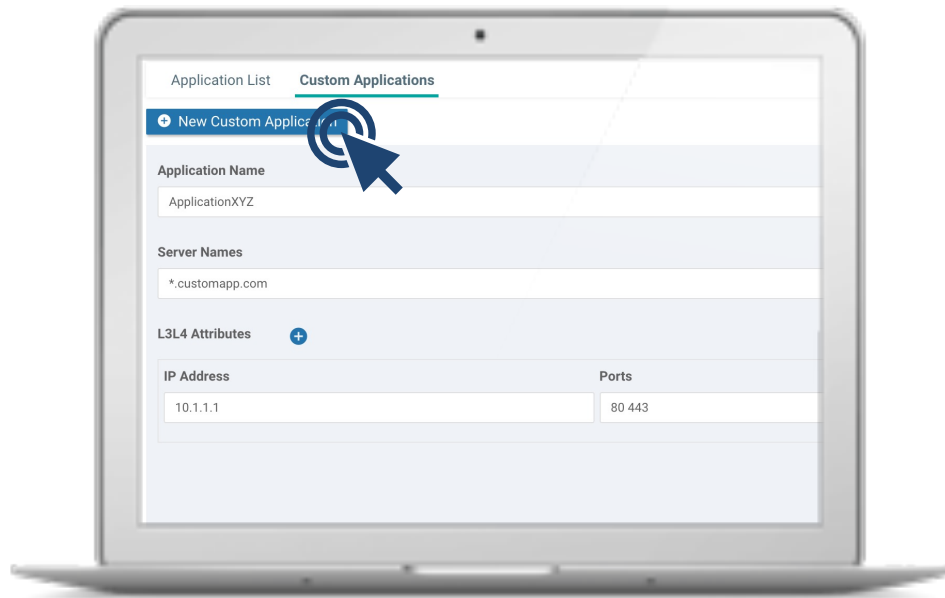 Application List Custom Applications
New Custom Application
Application Name
ApplicationXYZ
Server Names
*.customapp.com
L3L4 Attributes
IP Address Ports
10.1.1.1 80 443